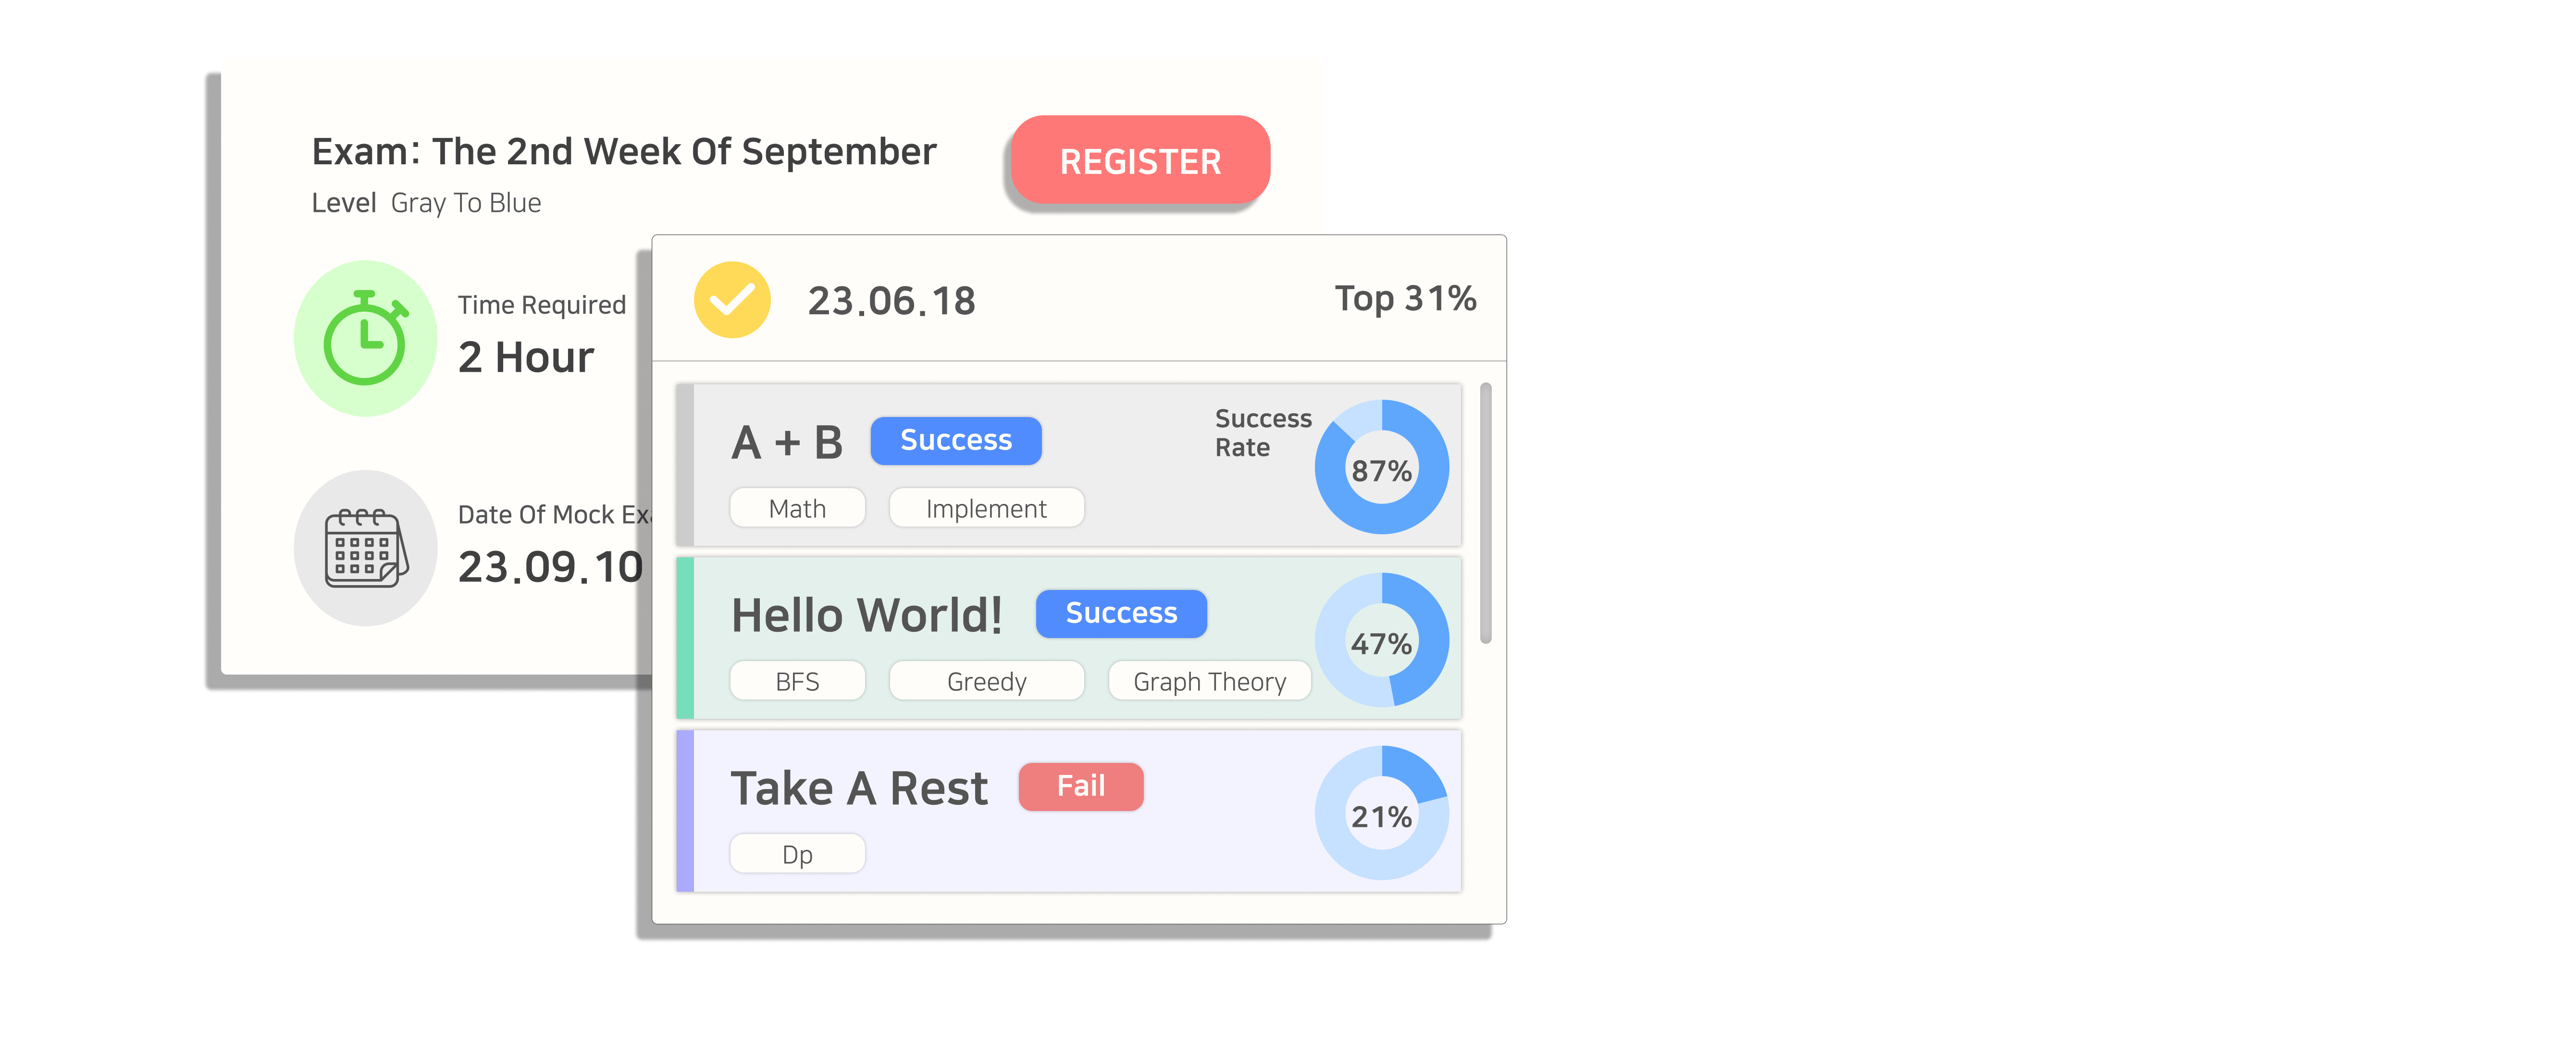 Exam: The 2nd Week Of September
REGISTER
Level Gray To Blue
Time Required
2 Hour
Date Of Mock
23.09.10
23.06.18
Top 31%
A + B
Success
Success
Rate
87%
Math
Implement
Hello World!
Success
47%
BFS
Greedy
Graph Theory
Take A Rest
Fail
21%
Dp